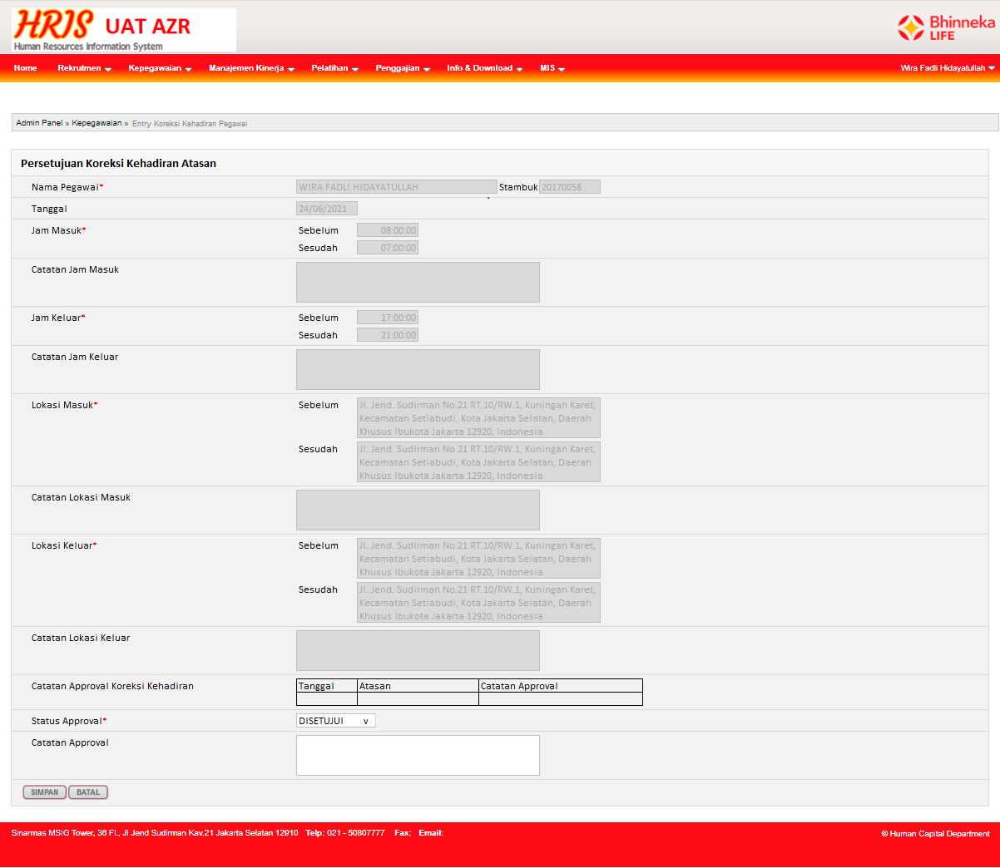 HRIS UAT AZR
Human Resources Information System
Bhinneka
LIFE
Home Rekrutmen Kepegawaian Manajemen Kinerja Pelatihan Penggajian Info & Download MIS Wira Fadli Hidayatullah
Admin Panel » Kepegawaian » Entry Koreksi Kehadiran Pegawai
Persetujuan Koreksi Kehadiran Atasan
Nama Pegawai* WIRA FADLI HIDAYATULLAH Stambuk 20170058
Tanggal 24/06/2021
Jam Masuk* Sebelum 08:00:00
Sesudah 07:00:00
Catatan Jam Masuk
Jam Keluar* Sebelum 17:00:00
Sesudah 21:00:00
Catatan Jam Keluar
Lokasi Masuk* Sebelum Jl. Jend. Sudirman No.21 RT.10/RW.1, Kuningan Karet,
Kecamatan Setiabudi, Kota Jakarta Selatan, Daerah
Khusus Ibukota Jakarta 12920, Indonesia
Sesudah Jl. Jend. Sudirman No.21 RT.10/RW.1, Kuningan Karet,
Kecamatan Setiabudi, Kota Jakarta Selatan, Daerah
Khusus Ibukota Jakarta 12920, Indonesia
Catatan Lokasi Masuk
Lokasi Keluar* Sebelum Jl. Jend. Sudirman No.21 RT.10/RW.1, Kuningan Karet,
Kecamatan Setiabudi, Kota Jakarta Selatan, Daerah
Khusus Ibukota Jakarta 12920, Indonesia
Sesudah Jl. Jend. Sudirman No.21 RT.10/RW.1, Kuningan Karet,
Kecamatan Setiabudi, Kota Jakarta Selatan, Daerah
Khusus Ibukota Jakarta 12920, Indonesia
Catatan Lokasi Keluar
Catatan Approval Koreksi Kehadiran Tanggal Atasan Catatan Approval
Status Approval* DISETUJUI v
Catatan Approval
SIMPAN BATAL
Sinarmas MSIG Tower, 36 Fl., Jl Jend Sudirman Kav.21 Jakarta Selatan 12910 Telp: 021 - 50807777 Fax: Email: © Human Capital Department